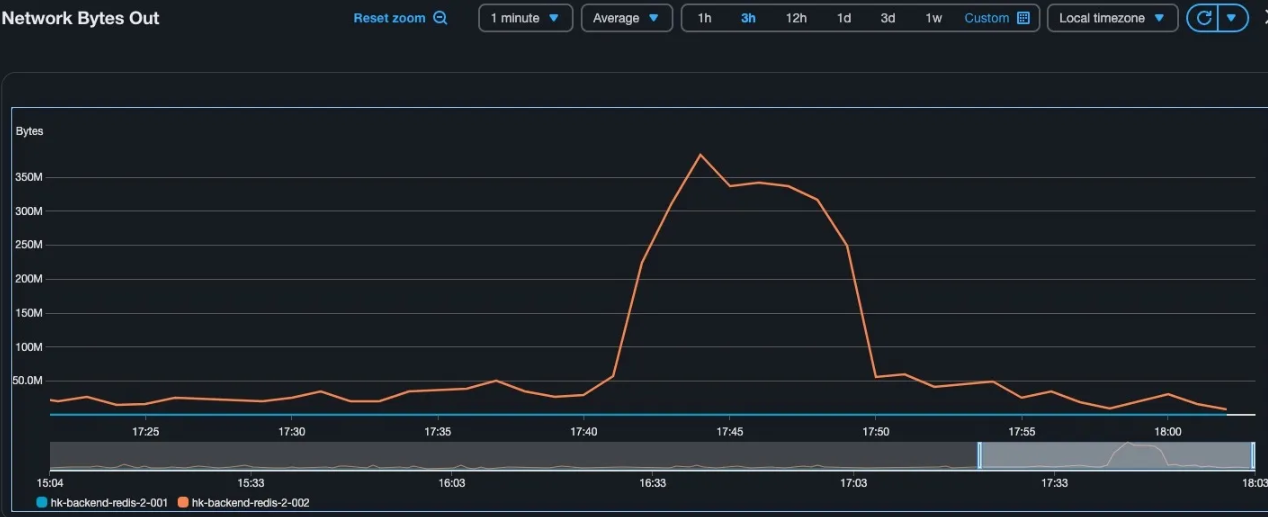 Network Bytes Out
Reset zoom 1 minute Average 1h 3h 12h 1d 3d 1w Custom Local timezone
Bytes
350M
300M
250M
200M
150M
100M
50.0M
17:25 17:30 17:35 17:40 17:45 17:50 17:55 18:00
15:04 15:33 16:03 16:33 17:03 17:33 18:03
hk-backend-redis-2-001 hk-backend-redis-2-002